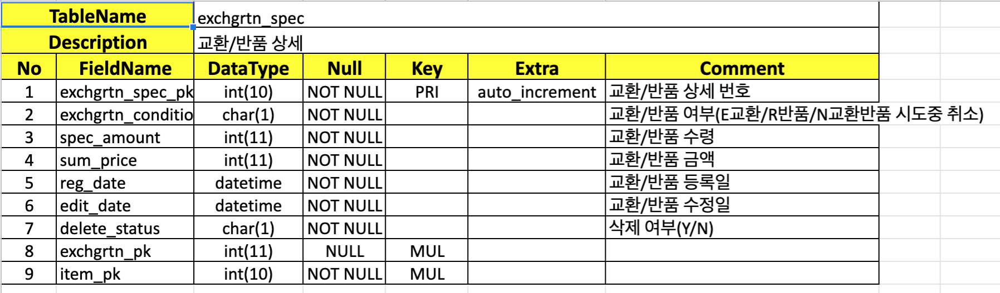 TableName exchgrtn_spec
Description 교환/반품 상세
No FieldName DataType Null Key Extra Comment
1 exchgrtn_spec_pk int(10) NOT NULL PRI auto_increment 교환/반품 상세 번호
2 exchgrtn_conditio char(1) NOT NULL 교환/반품 여부(E교환/R반품/N교환반품 시도중 취소)
3 spec_amount int(11) NOT NULL 교환/반품 수령
4 sum_price int(11) NOT NULL 교환/반품 금액
5 reg_date datetime NOT NULL 교환/반품 등록일
6 edit_date datetime NOT NULL 교환/반품 수정일
7 delete_status char(1) NOT NULL 삭제 여부(Y/N)
8 exchgrtn_pk int(11) NULL MUL
9 item_pk int(10) NOT NULL MUL